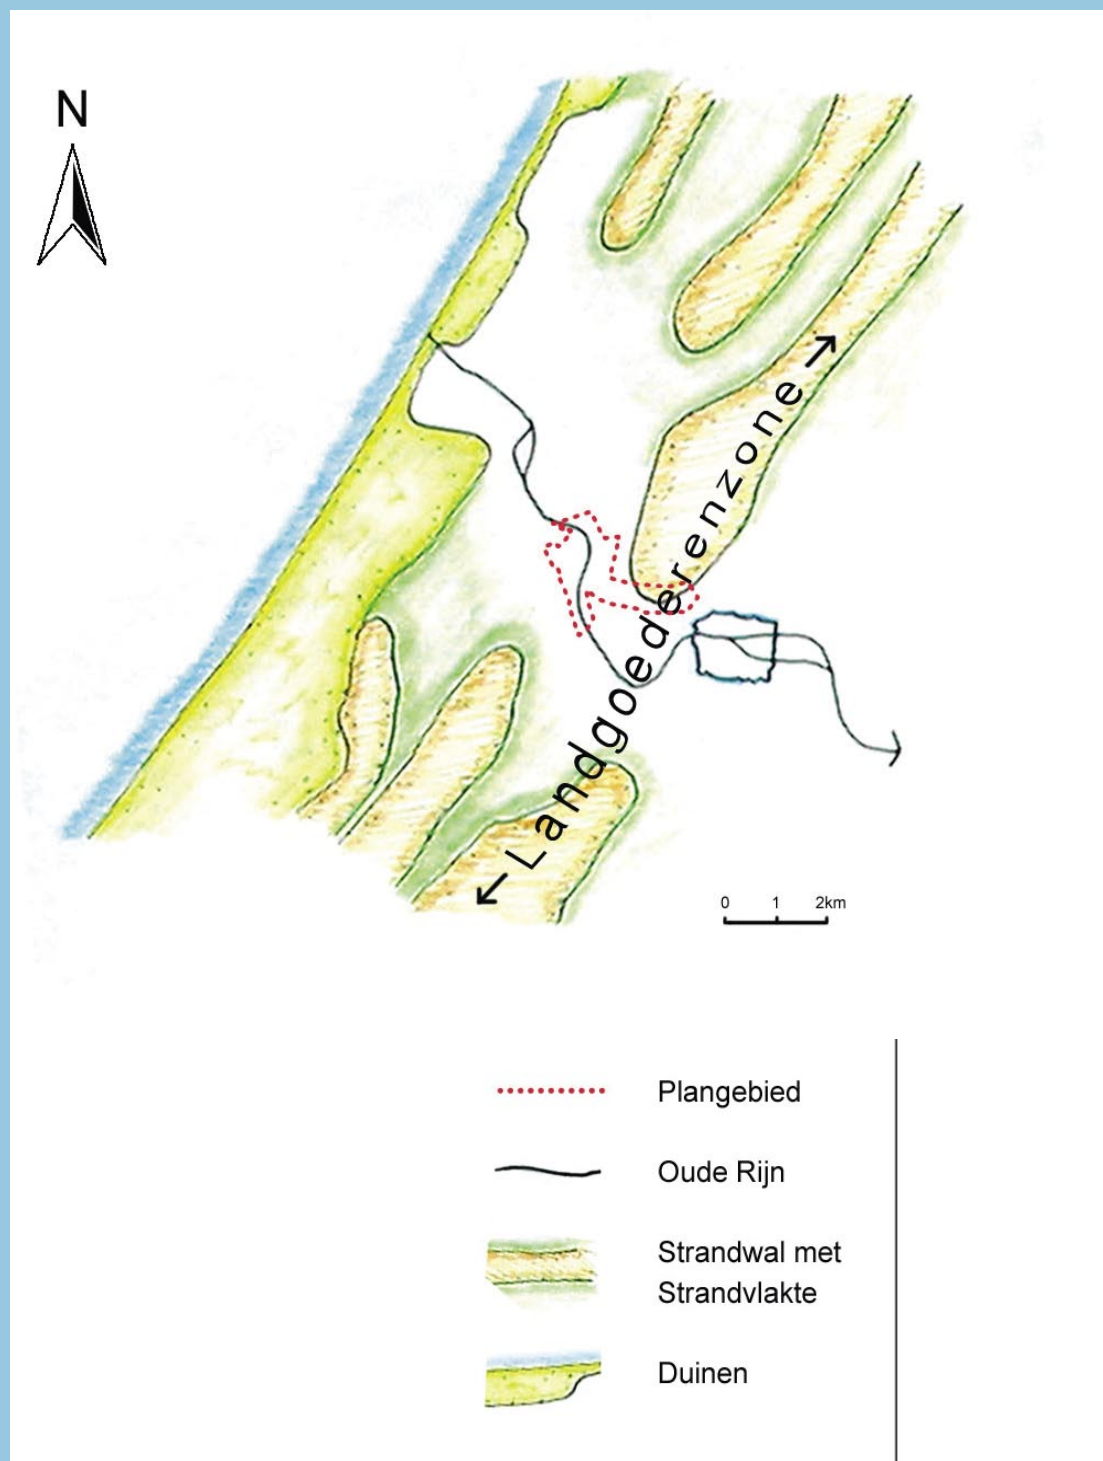 N
Landgoederenzone
0 1 2km
Plangebied
Oude Rijn
Strandwal met
Strandvlakte
Duinen